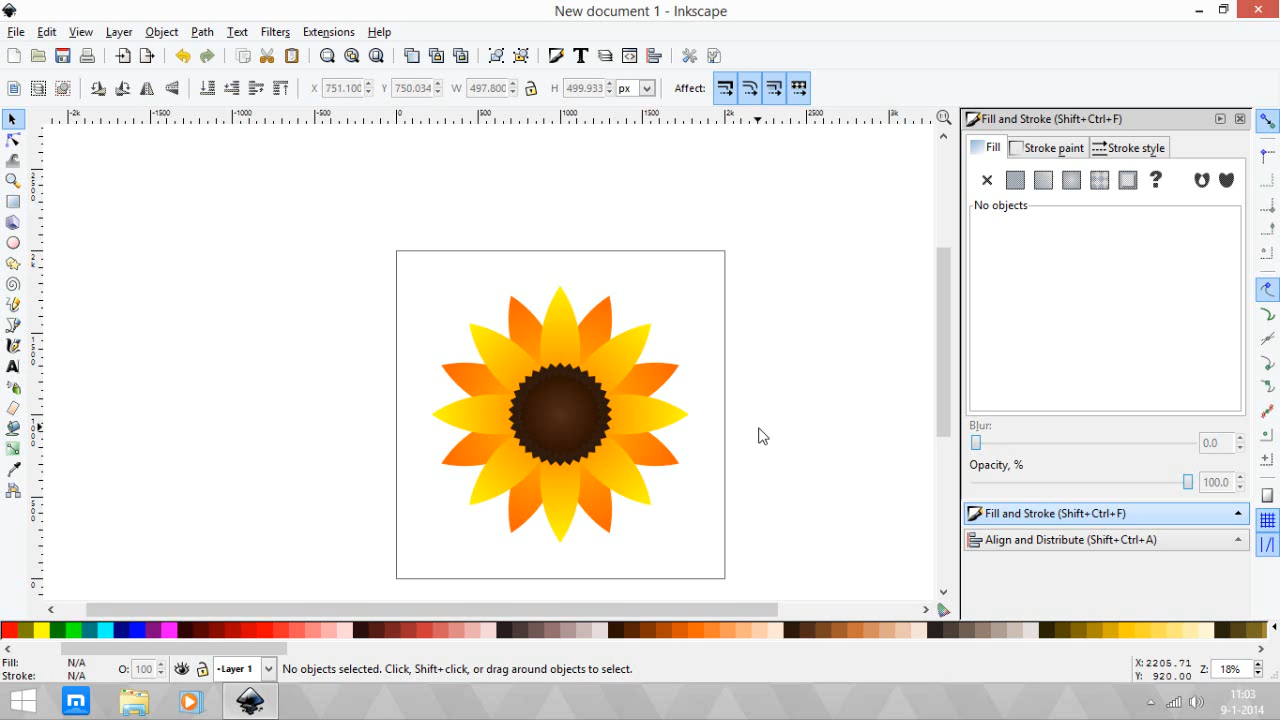 New document 1 - Inkscape
File Edit View Layer Object Path Text Filters Extensions Help
X 751.100 Y 750.034 W 497.800 H 499.933 px Affect:
Fill and Stroke (Shift+Ctrl+F)
Fill Stroke paint Stroke style
No objects
Blur:
0.0
Opacity, %
100.0
Fill and Stroke (Shift+Ctrl+F)
Align and Distribute (Shift+Ctrl+A)
Fill: N/A
Stroke: N/A
O: 100
Layer 1
No objects selected. Click, Shift+click, or drag around objects to select.
X: 2205.71
Y: 920.00
Z: 18%
11:03
9-1-2014